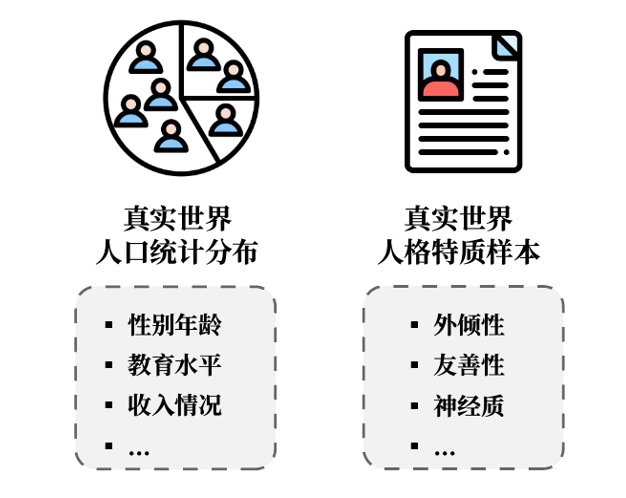 真实世界
人口统计分布
▪ 性别年龄
▪ 教育水平
▪ 收入情况
▪ ...
真实世界
人格特质样本
▪ 外倾性
▪ 友善性
▪ 神经质
▪ ...